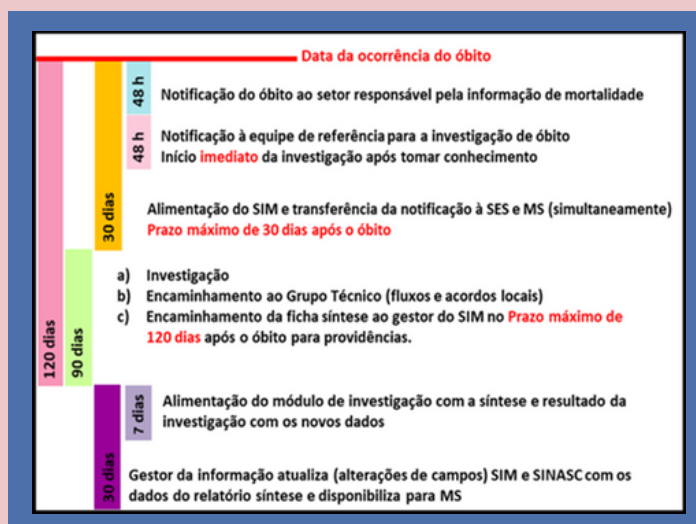 Data da ocorrência do óbito
48 h
Notificação do óbito ao setor responsável pela informação de mortalidade
48 h
Notificação à equipe de referência para a investigação de óbito
Início imediato da investigação após tomar conhecimento
30 dias
Alimentação do SIM e transferência da notificação à SES e MS (simultaneamente)
Prazo máximo de 30 dias após o óbito
120 dias
90 dias
a) Investigação
b) Encaminhamento ao Grupo Técnico (fluxos e acordos locais)
c) Encaminhamento da ficha síntese ao gestor do SIM no Prazo máximo de
120 dias após o óbito para providências.
7 dias
Alimentação do módulo de investigação com a síntese e resultado da
investigação com os novos dados
30 dias
Gestor da informação atualiza (alterações de campos) SIM e SINASC com os
dados do relatório síntese e disponibiliza para MS